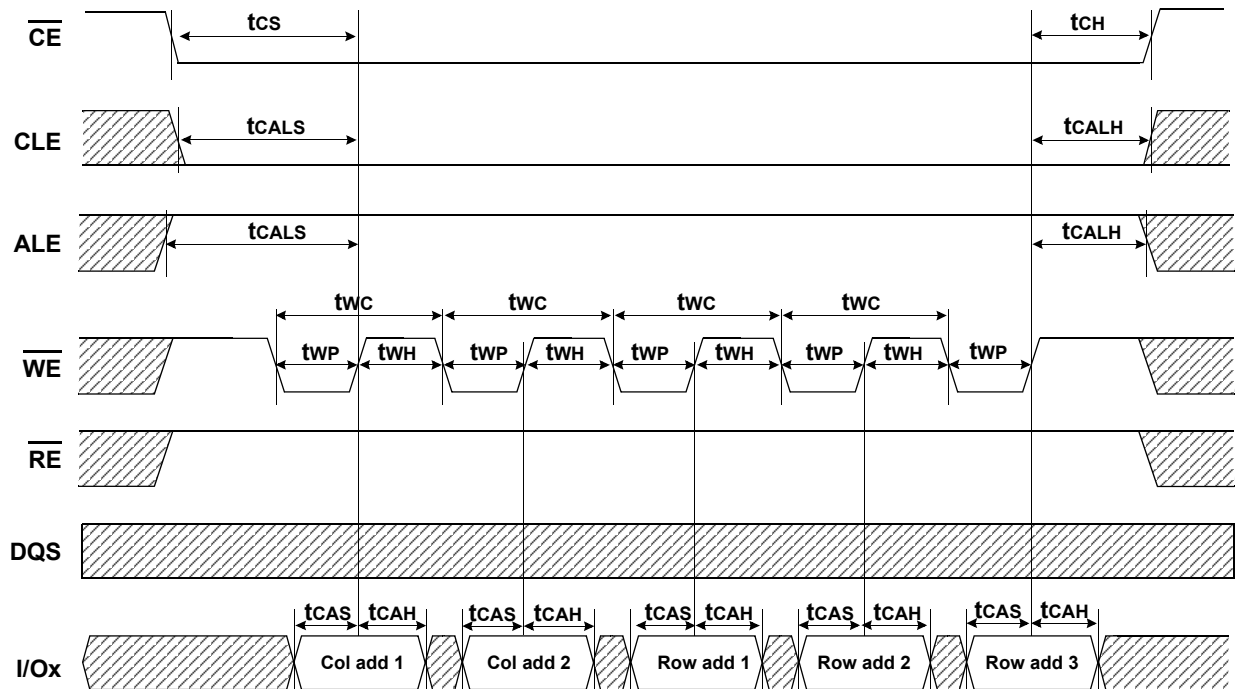 CE
tCS
tCH
CLE
tCALS
tCALH
ALE
tCALS
tCALH
tWC
tWC
tWC
tWC
WE
tWP
tWH
tWP
tWH
tWP
tWH
tWP
tWH
tWP
RE
DQS
tCAS
tCAH
tCAS
tCAH
tCAS
tCAH
tCAS
tCAH
tCAS
tCAH
I/Ox
Col add 1
Col add 2
Row add 1
Row add 2
Row add 3